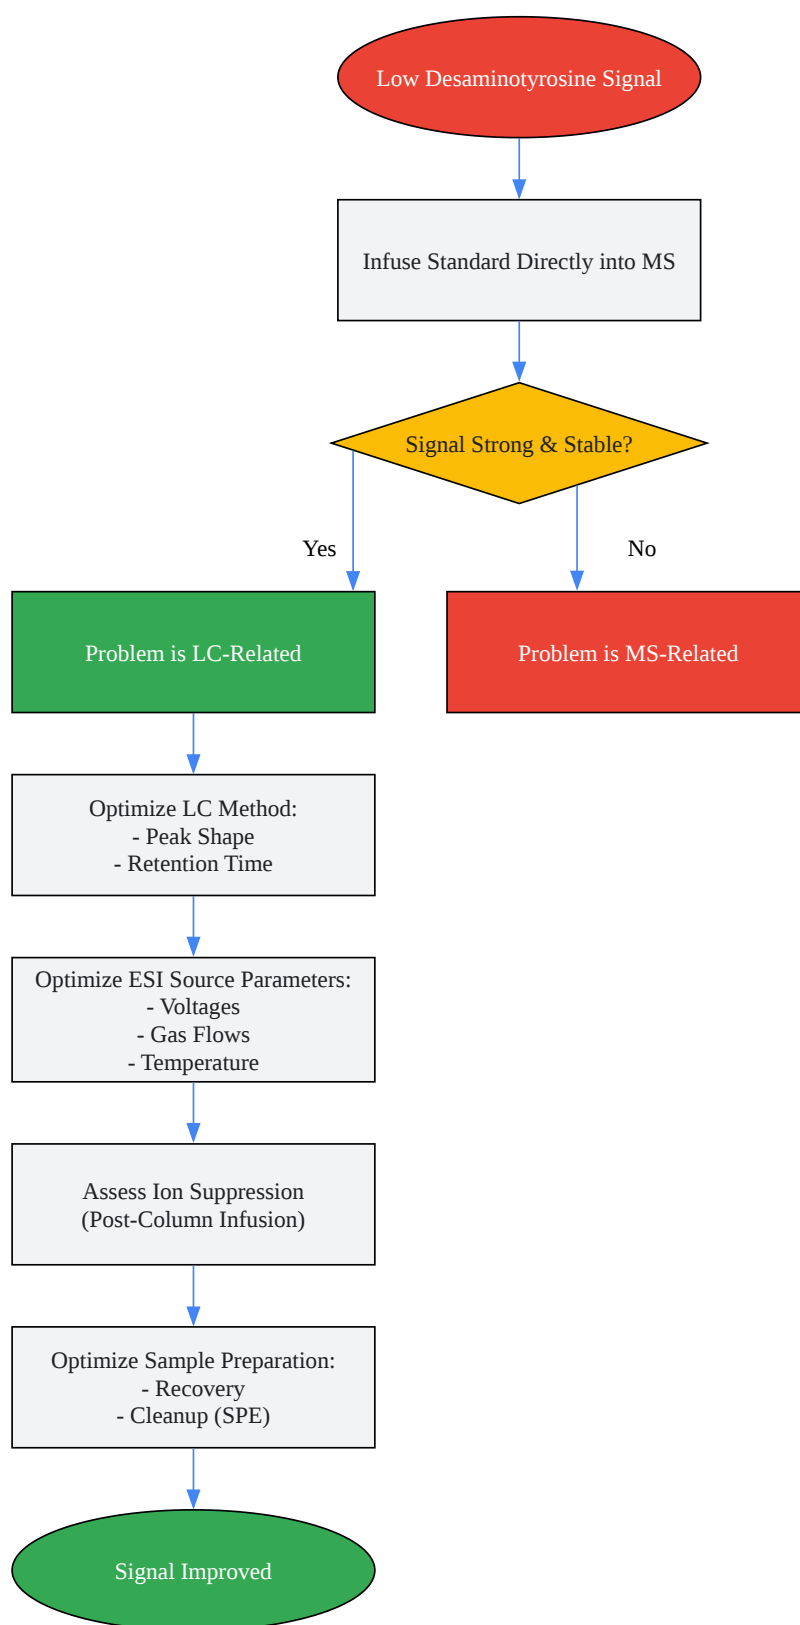 Low Desaminotyrosine Signal
Infuse Standard Directly into MS
Signal Strong & Stable?
Yes
No
Problem is LC-Related
Problem is MS-Related
Optimize LC Method:
- Peak Shape
- Retention Time
Optimize ESI Source Parameters:
- Voltages
- Gas Flows
- Temperature
Assess Ion Suppression
(Post-Column Infusion)
Optimize Sample Preparation:
- Recovery
- Cleanup (SPE)
Signal Improved